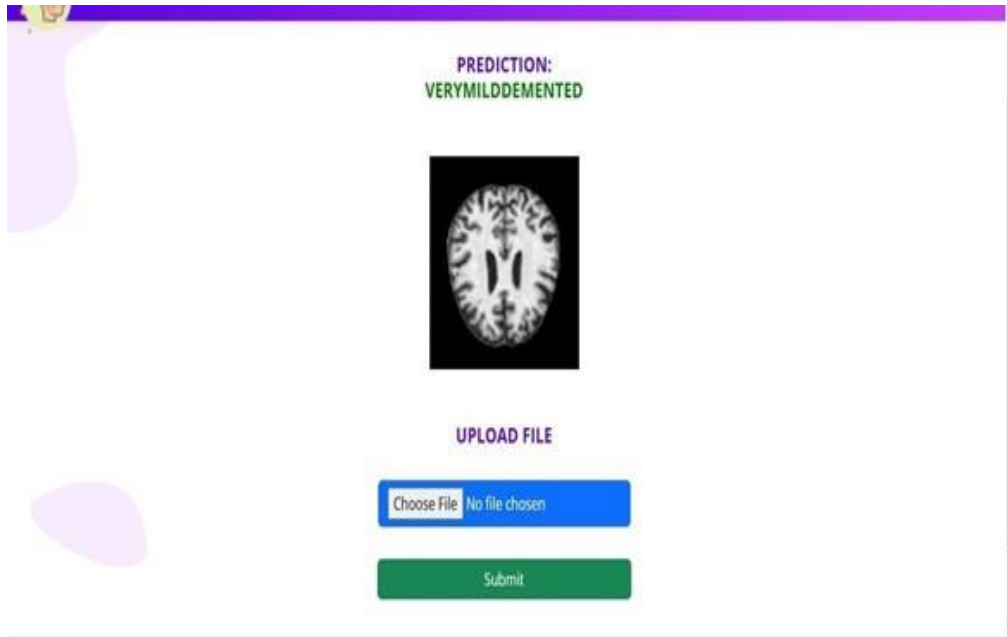 PREDICTION:
VERYMILDDEMENTED
UPLOAD FILE
Choose File No file chosen
Submit